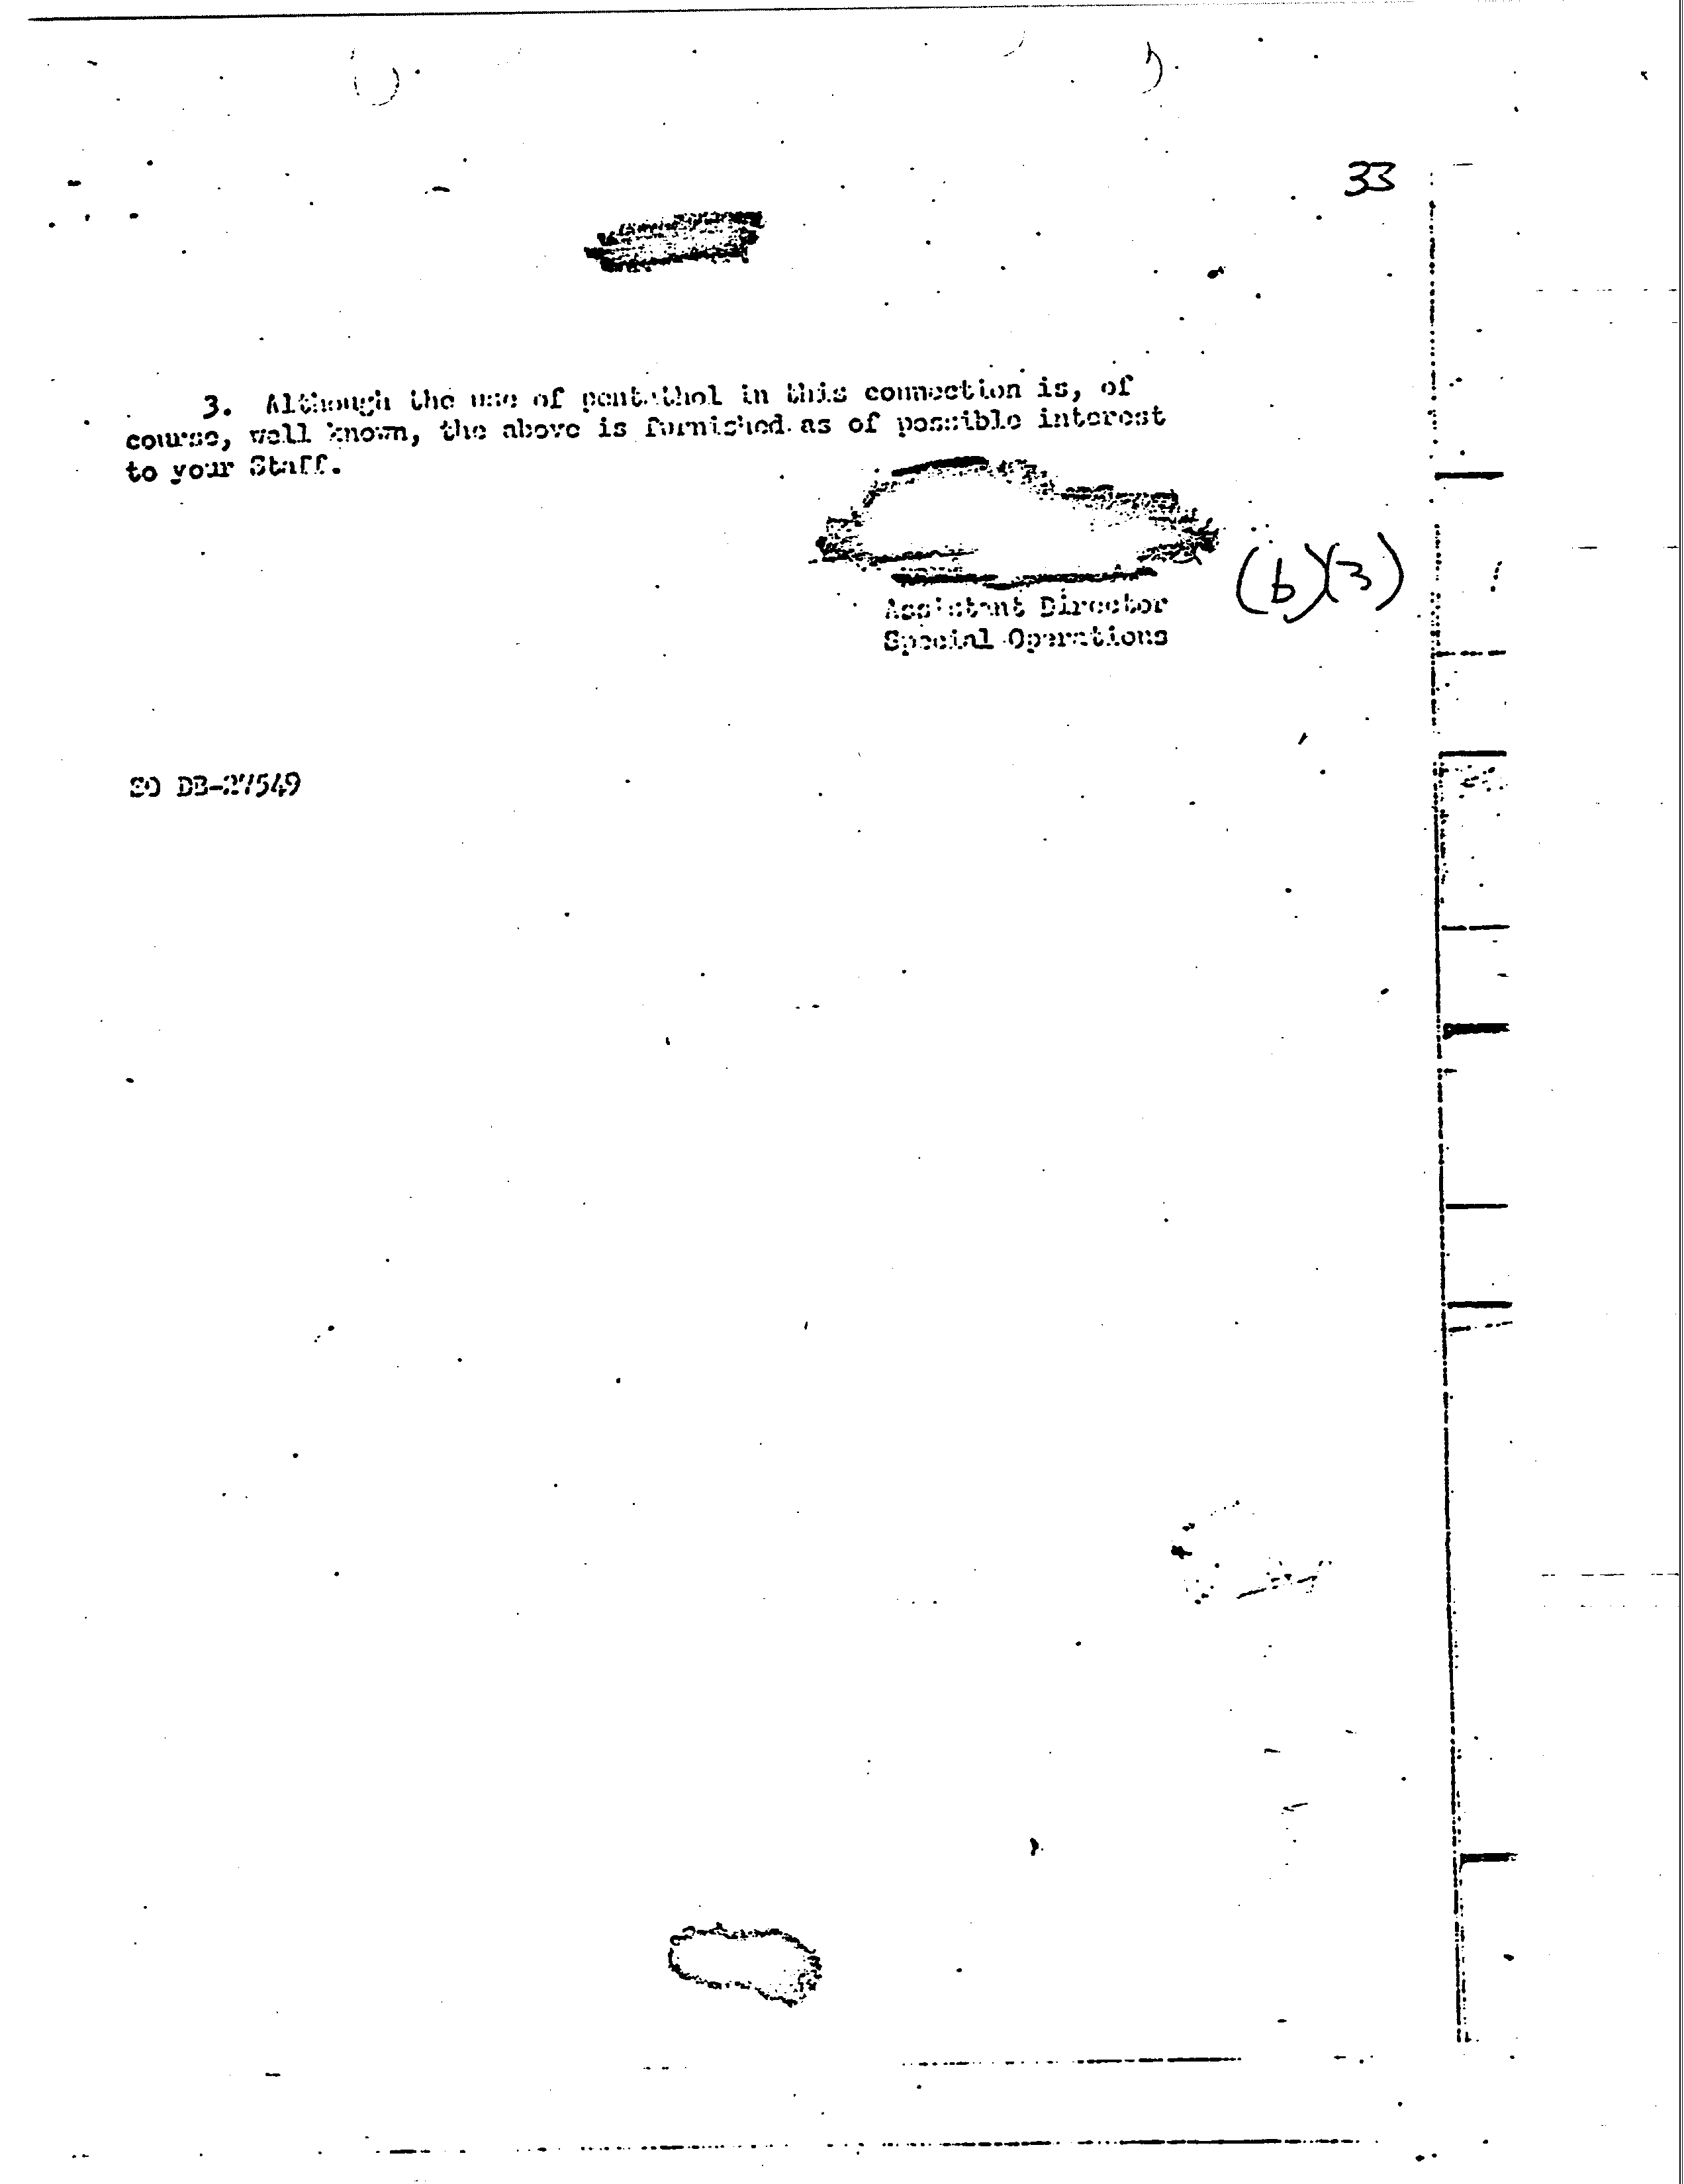 33
3. Although the use of pentathol in this connection is, of
course, well known, the above is furnished as of possible interest
to your Staff.
(b)(3)
Assistant Director
Special Operations
SO DB-27549